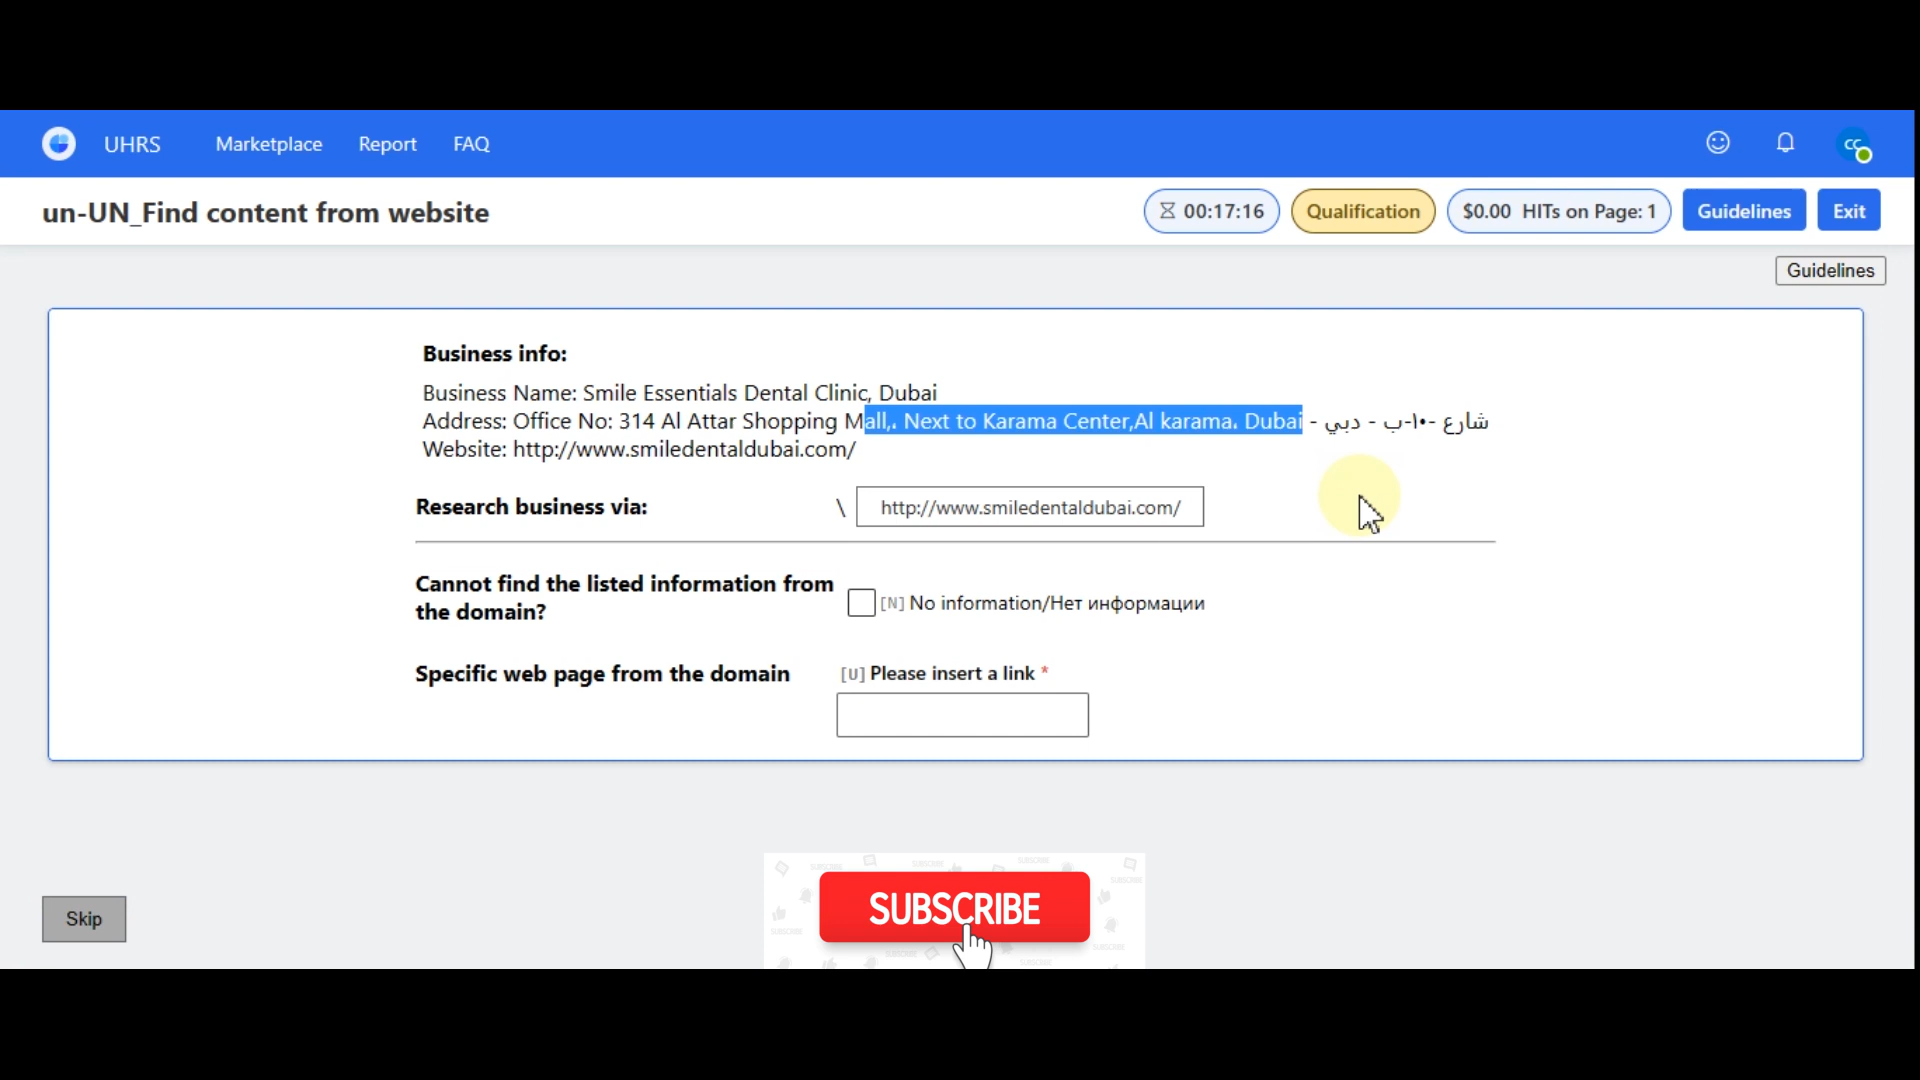 UHRS Marketplace Report FAQ CC
un-UN_Find content from website 00:17:16 Qualification $0.00 HITs on Page: 1 Guidelines Exit
Guidelines
Business info:
Business Name: Smile Essentials Dental Clinic, Dubai
Address: Office No: 314 Al Attar Shopping Mall,، Next to Karama Center,Al karama، Dubai - شارع ١٠-ب - دبي -
Website: http://www.smiledentaldubai.com/
Research business via: \ http://www.smiledentaldubai.com/
Cannot find the listed information from
the domain?
[N] No information/Нет информации
Specific web page from the domain [U] Please insert a link *
Skip
SUBSCRIBE